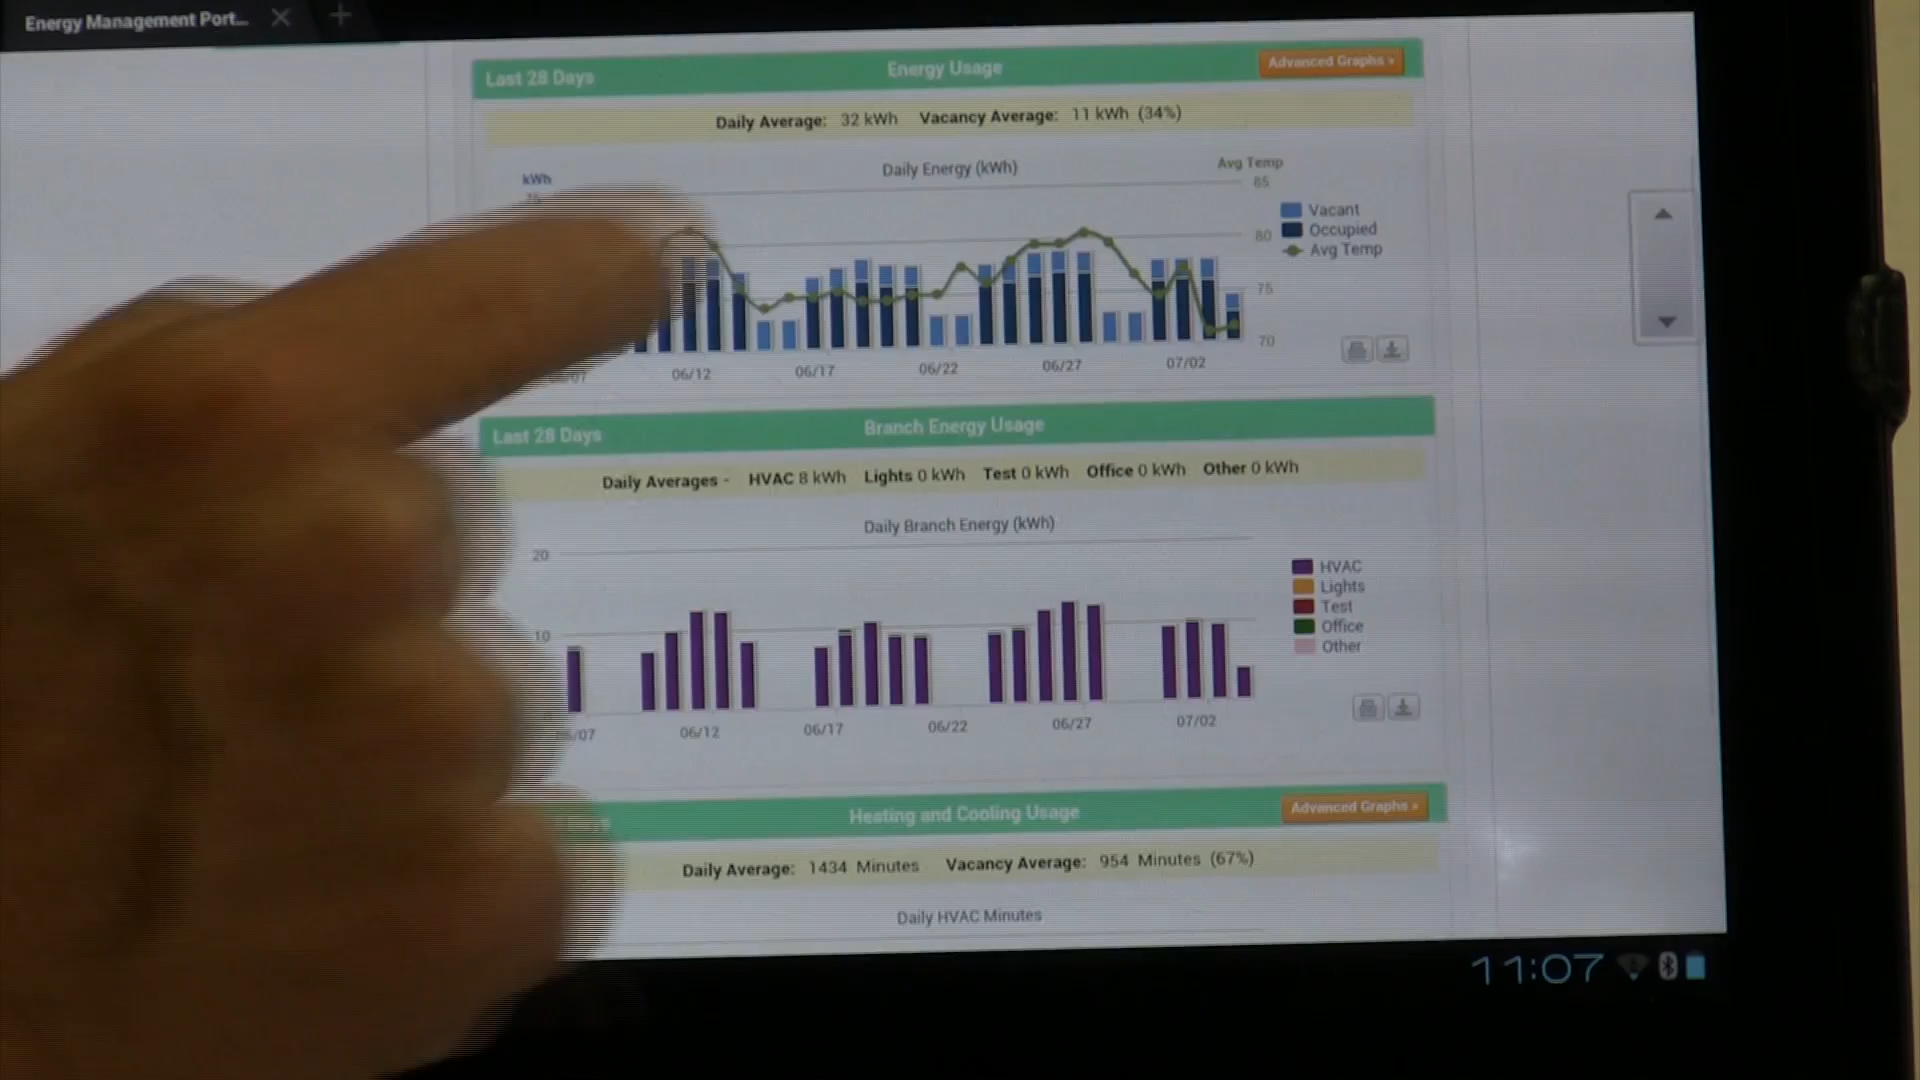 Energy Management Port...
Last 28 Days Energy Usage Advanced Graphs »
Daily Average: 32 kWh Vacancy Average: 11 kWh (34%)
Daily Energy (kWh)
kWh Avg Temp
75 85
80
75
70
Vacant
Occupied
Avg Temp
06/12 06/17 06/22 06/27 07/02
Last 28 Days Branch Energy Usage
Daily Averages - HVAC 8 kWh Lights 0 kWh Test 0 kWh Office 0 kWh Other 0 kWh
Daily Branch Energy (kWh)
20
10
HVAC
Lights
Test
Office
Other
06/12 06/17 06/22 06/27 07/02
Heating and Cooling Usage Advanced Graphs »
Daily Average: 1434 Minutes Vacancy Average: 954 Minutes (67%)
Daily HVAC Minutes
11:07